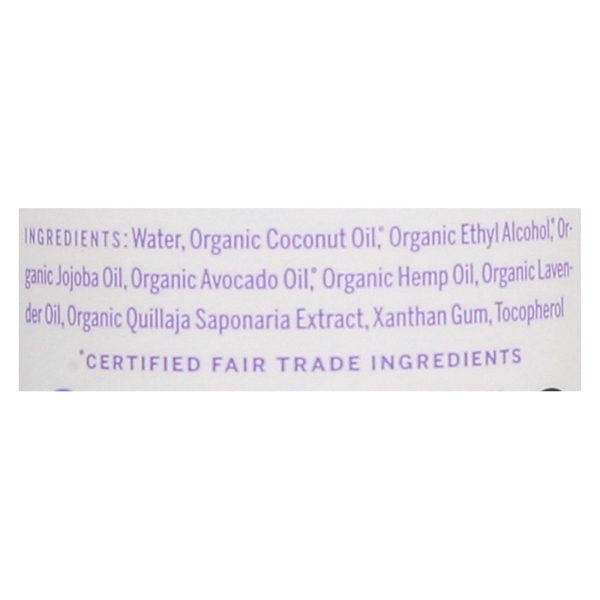 INGREDIENTS: Water, Organic Coconut Oil,* Organic Ethyl Alcohol,* Or-
ganic Jojoba Oil, Organic Avocado Oil,* Organic Hemp Oil, Organic Laven-
der Oil, Organic Quillaja Saponaria Extract, Xanthan Gum, Tocopherol
*CERTIFIED FAIR TRADE INGREDIENTS